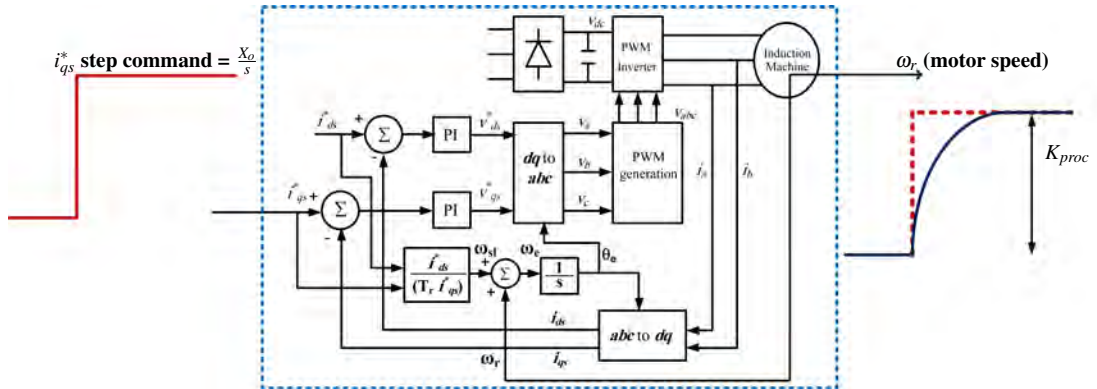 i*qs step command = Xo/s
Vdc
PWM Inverter
Induction Machine
ωr (motor speed)
Kproc
i*ds
+
Σ
-
PI
v*ds
dq to abc
va
vb
vc
Vabc
PWM generation
ia
ib
i*qs
+
Σ
-
PI
v*qs
i*ds
(Tr i*qs)
ωsl
+
Σ
+
ωe
1
s
θe
abc to dq
ids
iqs
ωr